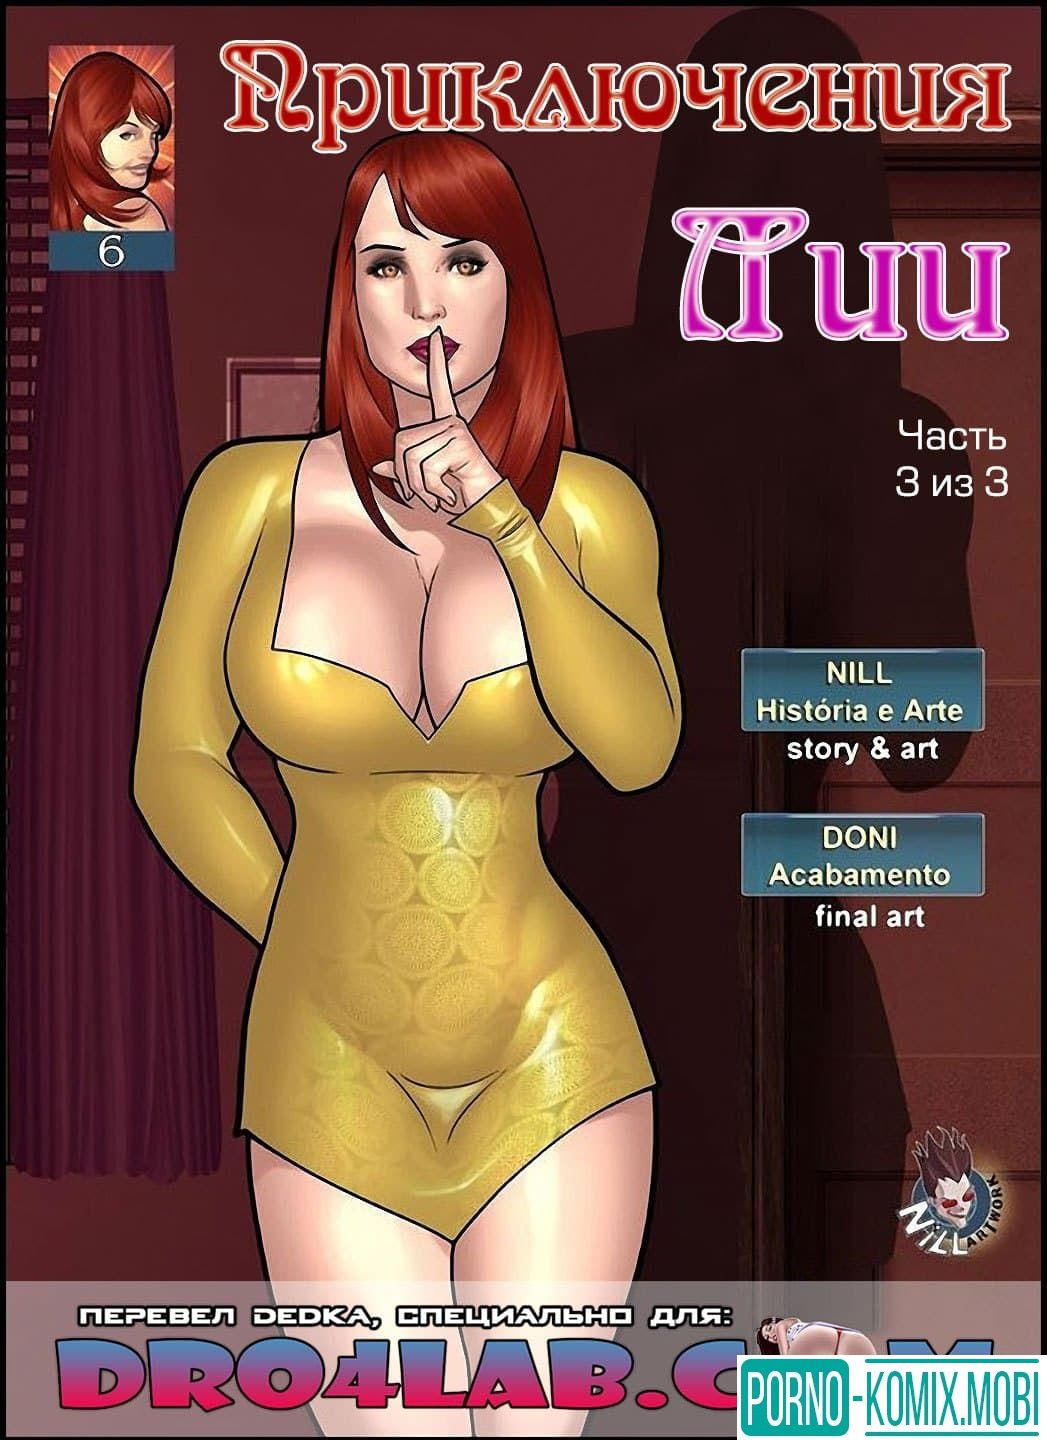 Приключения
6
Лии
Часть
3 из 3
NILL
História e Arte
story & art
DONI
Acabamento
final art
NILL
ARTWORK
ПЕРЕВЕЛ DEDKA, СПЕЦИАЛЬНО ДЛЯ:
DRO4LAB.C M
PORNO-KOMIX.MOBI